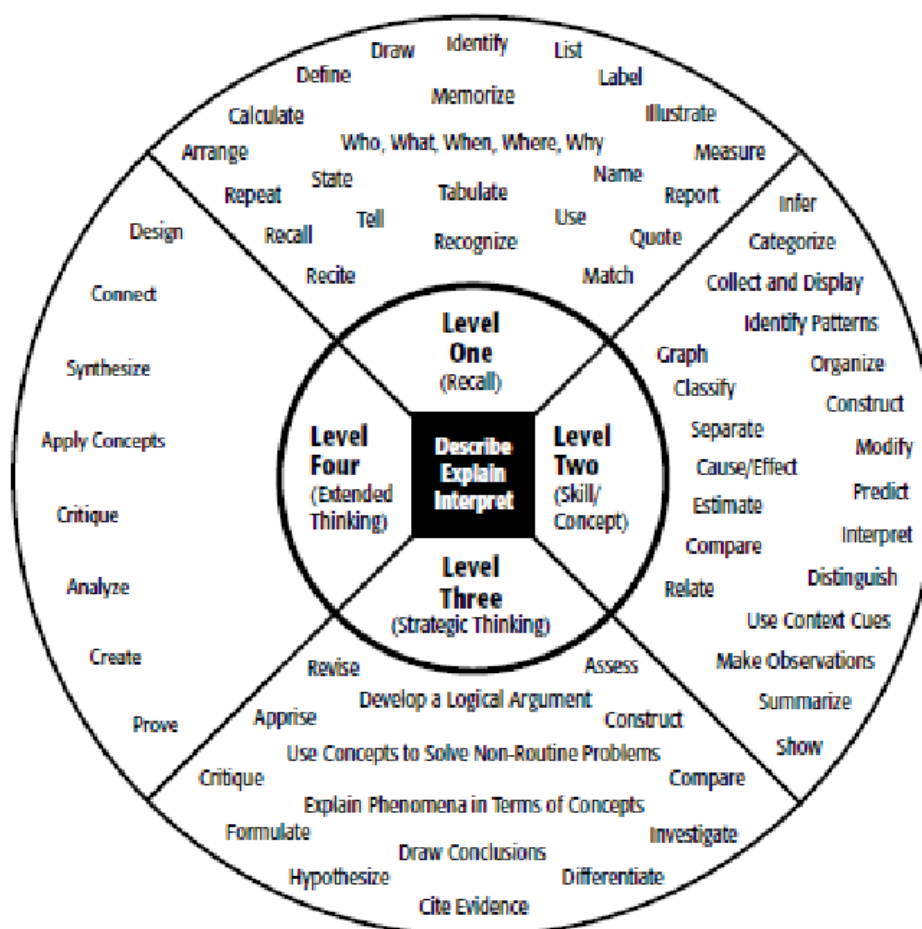 Draw
Identify
List
Define
Label
Calculate
Memorize
Illustrate
Arrange
Who, What, When, Where, Why
Measure
Repeat
State
Tabulate
Name
Report
Recall
Tell
Recognize
Use
Quote
Recite
Match
Level
One
(Recall)
Infer
Categorize
Collect and Display
Identify Patterns
Graph
Organize
Classify
Construct
Separate
Modify
Cause/Effect
Predict
Estimate
Interpret
Compare
Distinguish
Relate
Use Context Cues
Make Observations
Summarize
Show
Level
Two
(Skill/
Concept)
Describe
Explain
Interpret
Level
Three
(Strategic Thinking)
Revise
Assess
Develop a Logical Argument
Apprise
Construct
Use Concepts to Solve Non-Routine Problems
Critique
Compare
Explain Phenomena in Terms of Concepts
Formulate
Investigate
Draw Conclusions
Hypothesize
Differentiate
Cite Evidence
Level
Four
(Extended
Thinking)
Design
Connect
Synthesize
Apply Concepts
Critique
Analyze
Create
Prove